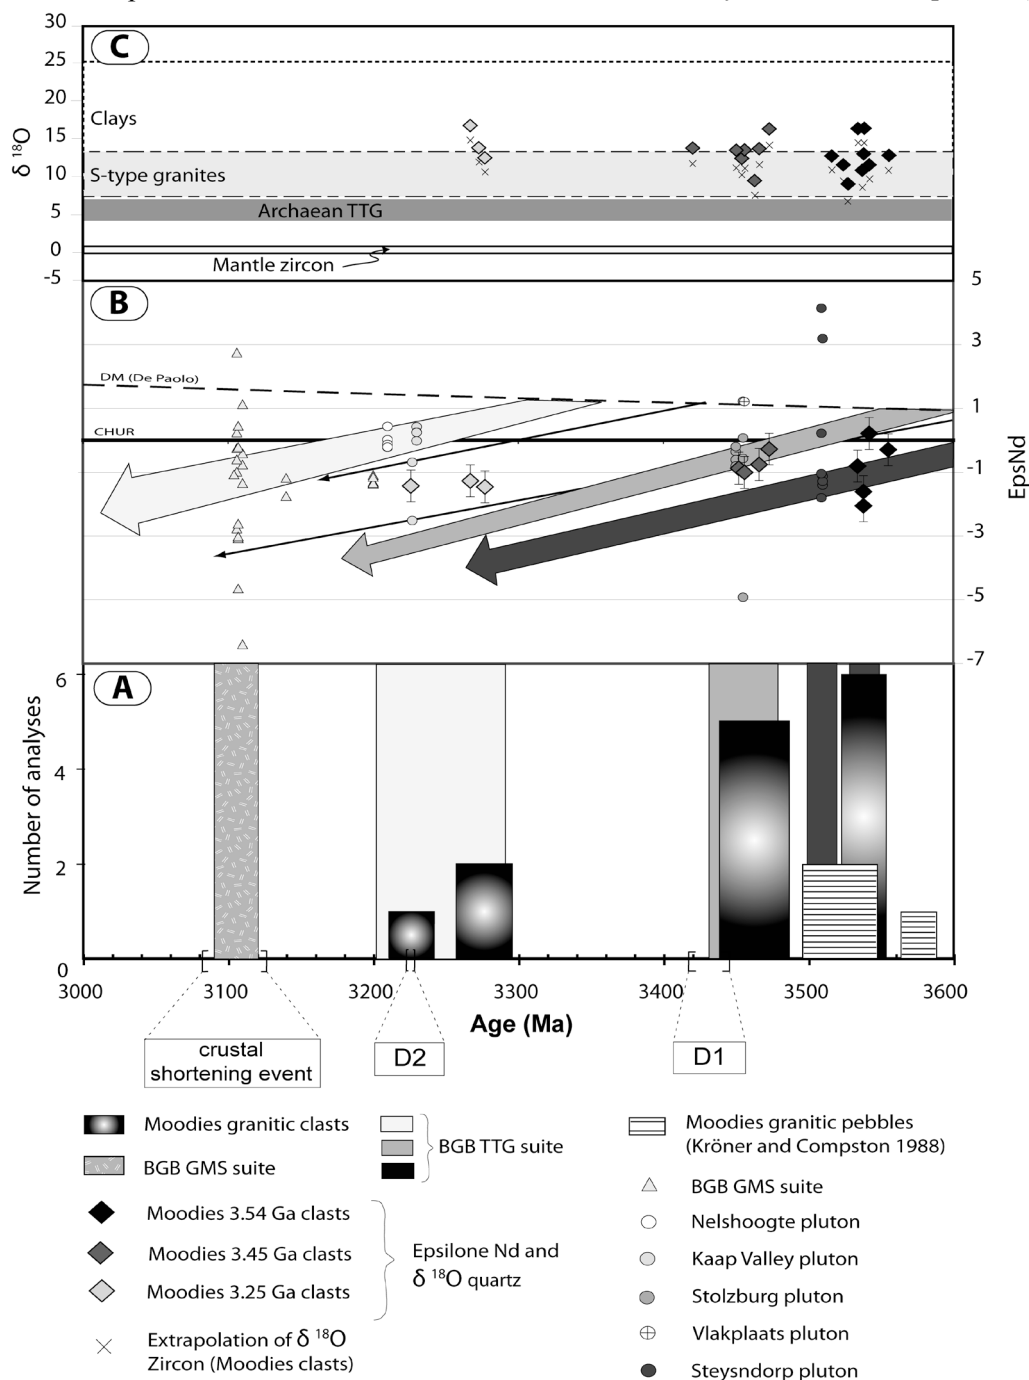 C
30
25
20
15
10
5
0
-5
δ 18O
Clays
S-type granites
Archaean TTG
Mantle zircon
B
5
3
1
-1
-3
-5
-7
EpsNd
DM (De Paolo)
CHUR
A
6
4
2
0
Number of analyses
3000
3100
3200
3300
3400
3500
3600
Age (Ma)
crustal
shortening event
D2
D1
Moodies granitic clasts
BGB GMS suite
BGB TTG suite
Moodies granitic pebbles
(Kröner and Compston 1988)
Moodies 3.54 Ga clasts
Moodies 3.45 Ga clasts
Moodies 3.25 Ga clasts
Epsilone Nd and
δ 18O quartz
Extrapolation of δ 18O
Zircon (Moodies clasts)
BGB GMS suite
Nelshoogte pluton
Kaap Valley pluton
Stolzburg pluton
Vlakplaats pluton
Steysndorp pluton